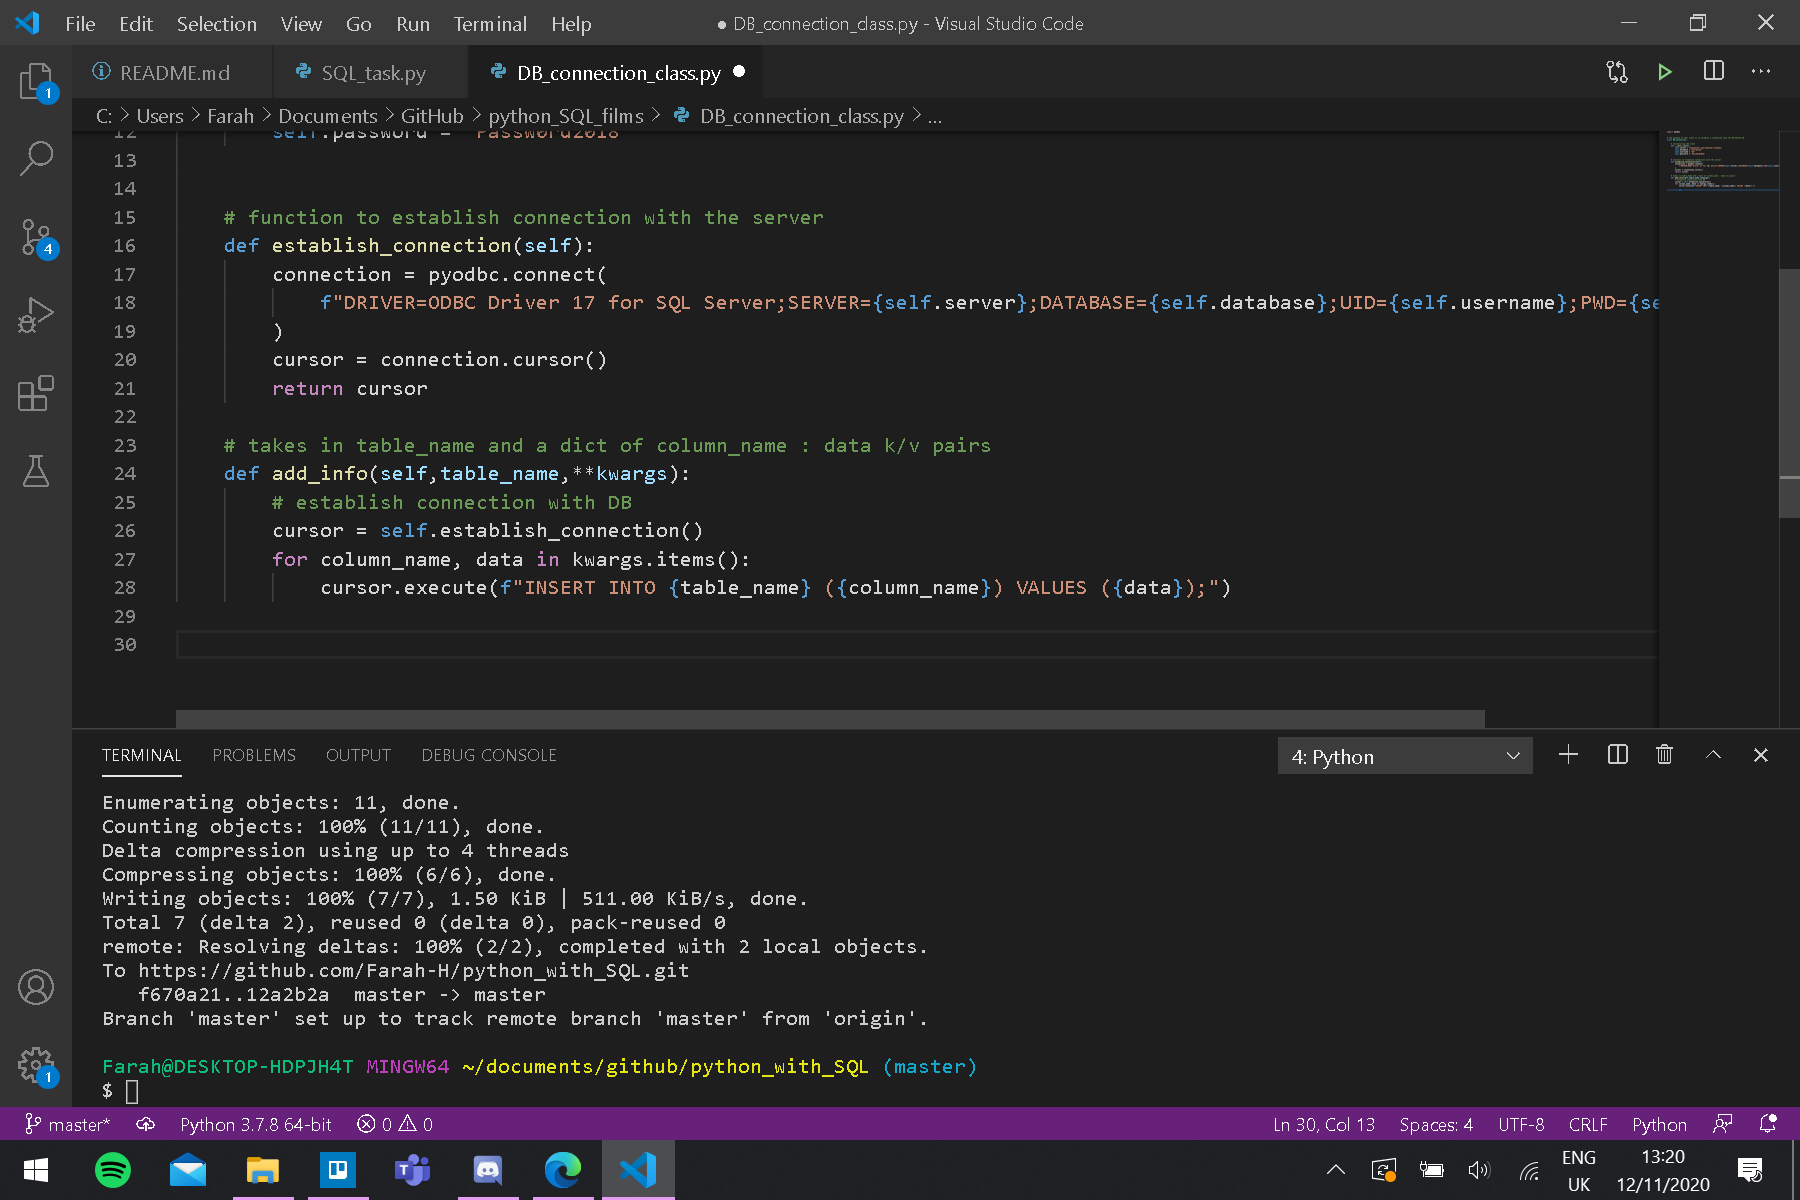 File Edit Selection View Go Run Terminal Help ● DB_connection_class.py - Visual Studio Code
README.md SQL_task.py DB_connection_class.py ●
C: > Users > Farah > Documents > GitHub > python_SQL_films > DB_connection_class.py > ...
12 self.password = "Passw0rd2018"
13
14
15 # function to establish connection with the server
16 def establish_connection(self):
17 connection = pyodbc.connect(
18 f"DRIVER=ODBC Driver 17 for SQL Server;SERVER={self.server};DATABASE={self.database};UID={self.username};PWD={se
19 )
20 cursor = connection.cursor()
21 return cursor
22
23 # takes in table_name and a dict of column_name : data k/v pairs
24 def add_info(self,table_name,**kwargs):
25 # establish connection with DB
26 cursor = self.establish_connection()
27 for column_name, data in kwargs.items():
28 cursor.execute(f"INSERT INTO {table_name} ({column_name}) VALUES ({data});")
29
30
TERMINAL PROBLEMS OUTPUT DEBUG CONSOLE 4: Python
Enumerating objects: 11, done.
Counting objects: 100% (11/11), done.
Delta compression using up to 4 threads
Compressing objects: 100% (6/6), done.
Writing objects: 100% (7/7), 1.50 KiB | 511.00 KiB/s, done.
Total 7 (delta 2), reused 0 (delta 0), pack-reused 0
remote: Resolving deltas: 100% (2/2), completed with 2 local objects.
To https://github.com/Farah-H/python_with_SQL.git
f670a21..12a2b2a master -> master
Branch 'master' set up to track remote branch 'master' from 'origin'.
Farah@DESKTOP-HDPJH4T MINGW64 ~/documents/github/python_with_SQL (master)
$
1
4
1
master* Python 3.7.8 64-bit 0 0 Ln 30, Col 13 Spaces: 4 UTF-8 CRLF Python
ENG 13:20
UK 12/11/2020